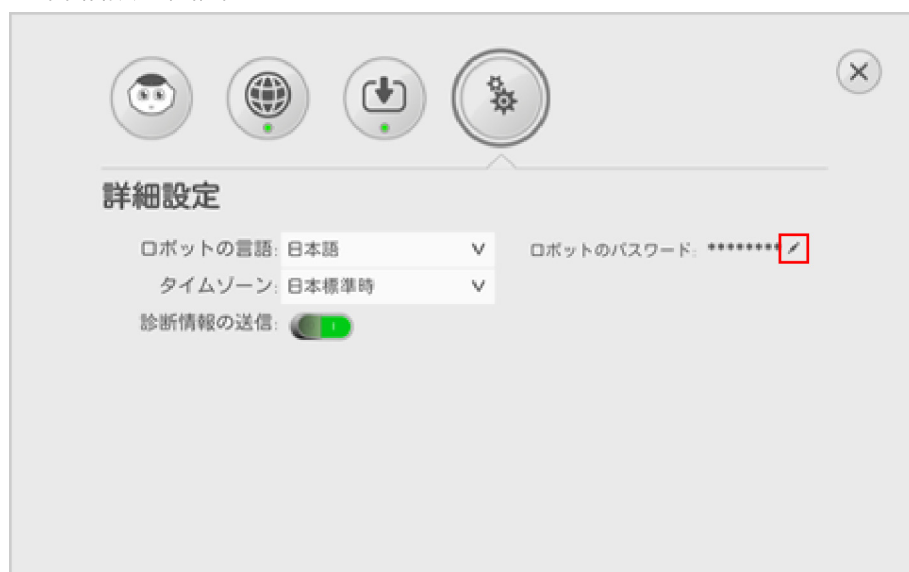 詳細設定
ロボットの言語: 日本語 ロボットのパスワード: ********
タイムゾーン: 日本標準時
診断情報の送信: